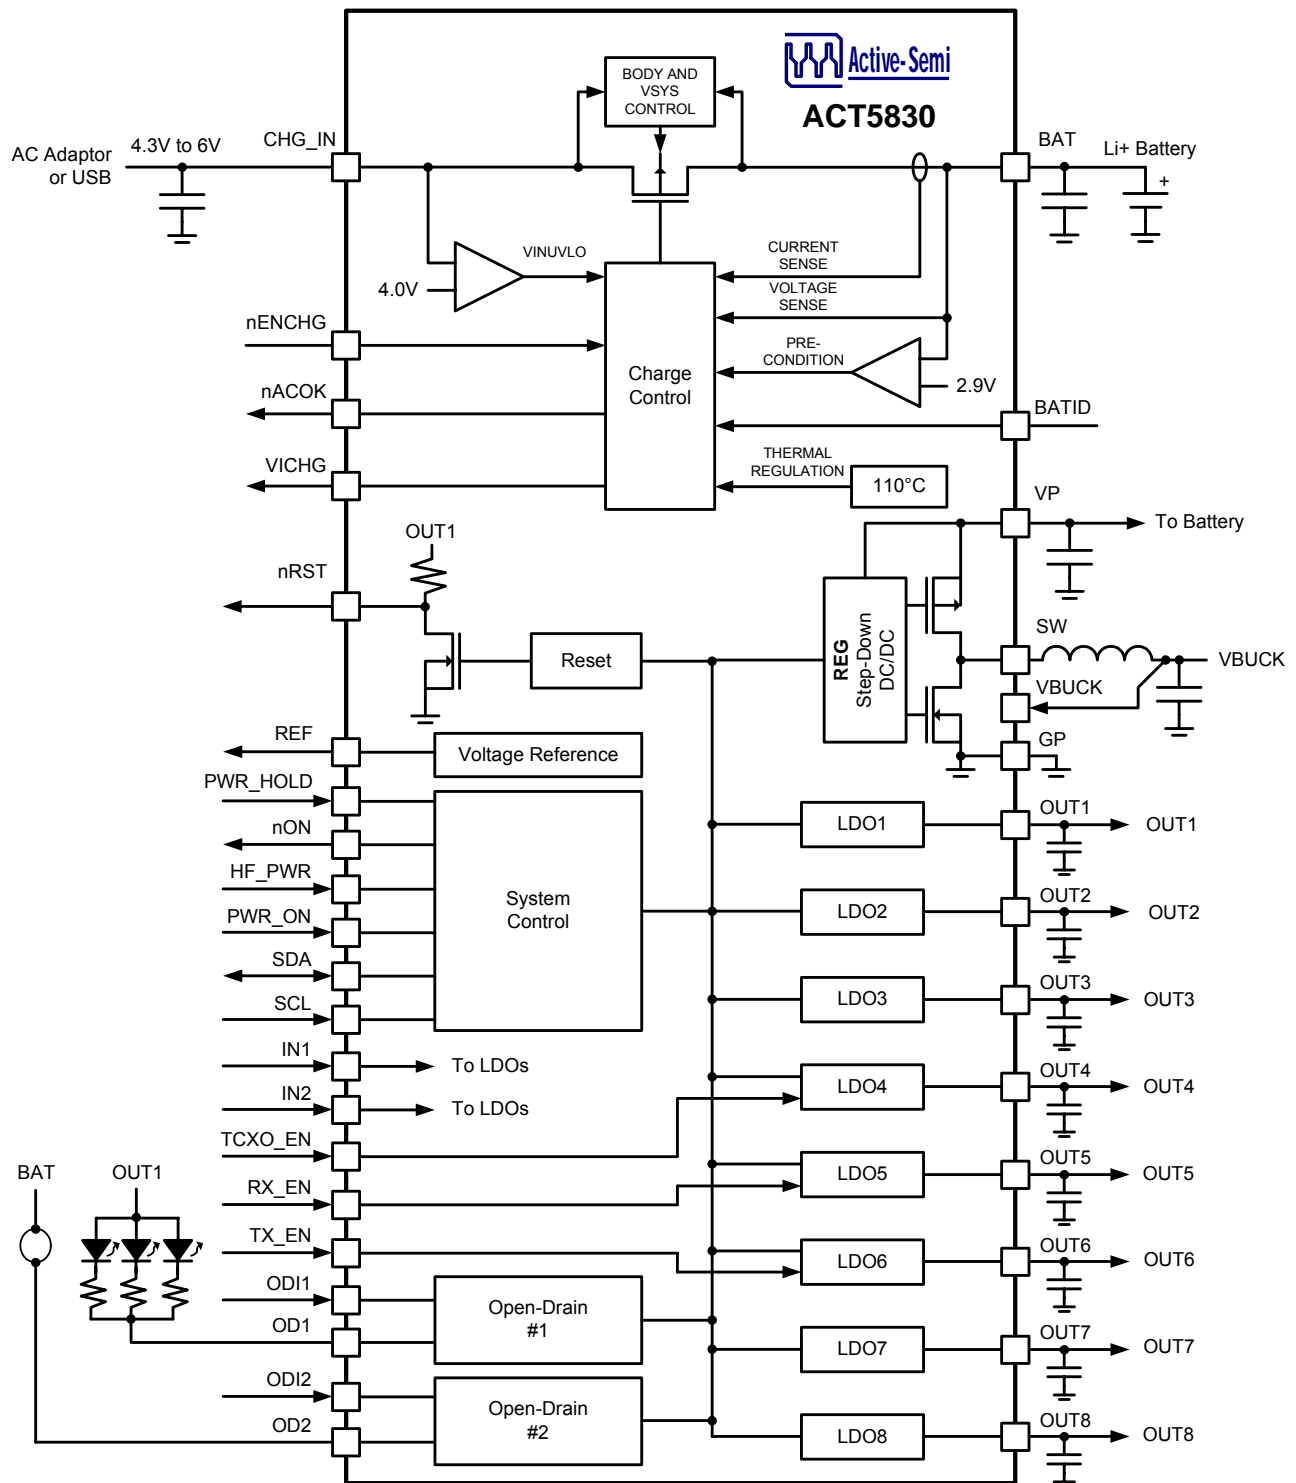 Active-Semi
ACT5830
BODY AND
VSYS
CONTROL
AC Adaptor
or USB
4.3V to 6V
CHG_IN
BAT
Li+ Battery
+
VINUVLO
4.0V
CURRENT
SENSE
VOLTAGE
SENSE
nENCHG
PRE-
CONDITION
2.9V
Charge
Control
nACOK
BATID
VICHG
THERMAL
REGULATION
110°C
VP
To Battery
OUT1
nRST
Reset
REG
Step-Down
DC/DC
SW
VBUCK
VBUCK
GP
REF
Voltage Reference
PWR_HOLD
nON
HF_PWR
PWR_ON
SDA
SCL
System
Control
LDO1
OUT1
OUT1
LDO2
OUT2
OUT2
LDO3
OUT3
OUT3
IN1
To LDOs
IN2
To LDOs
LDO4
OUT4
OUT4
TCXO_EN
BAT
OUT1
RX_EN
LDO5
OUT5
OUT5
TX_EN
LDO6
OUT6
OUT6
ODI1
OD1
Open-Drain
#1
LDO7
OUT7
OUT7
ODI2
OD2
Open-Drain
#2
LDO8
OUT8
OUT8